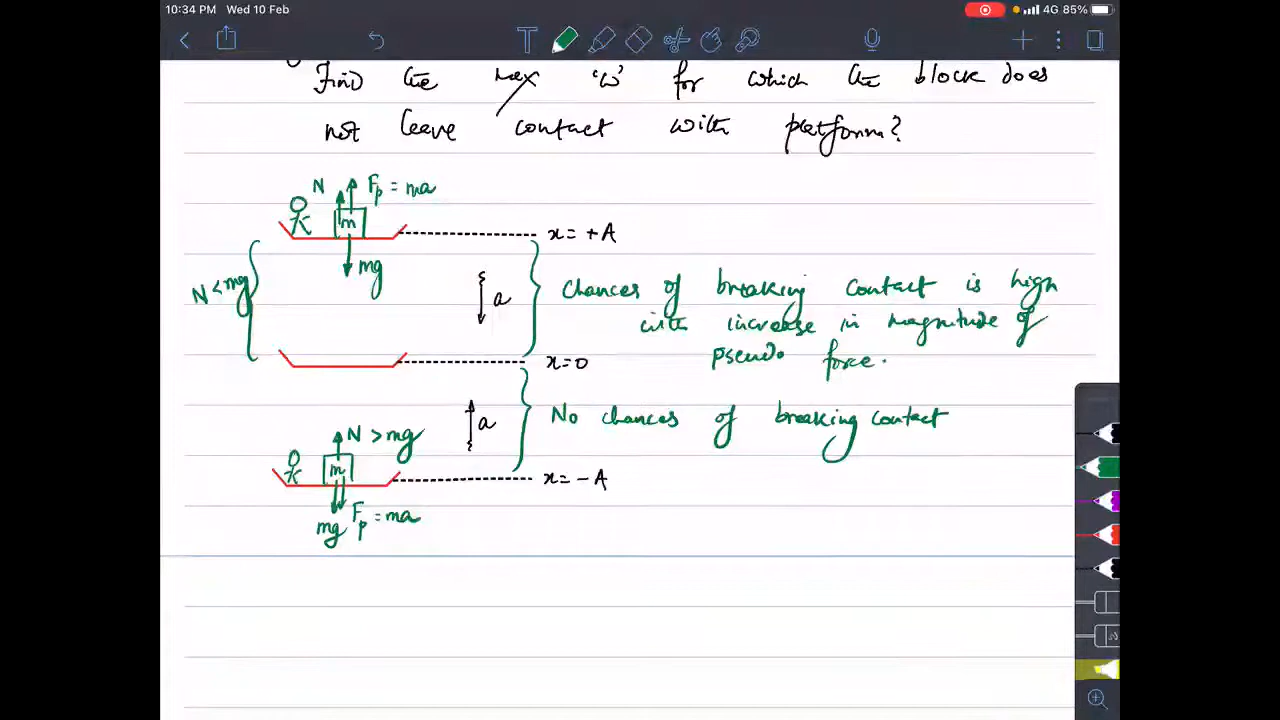 10:34 PM Wed 10 Feb
4G 85%
T
Find the max 'ω' for which the block does
not leave contact with platform?
N Fp = ma
m
x = +A
mg
N < mg
a
Chances of breaking contact is high
with increase in magnitude of
pseudo force.
x = 0
a
No chances of breaking contact
N > mg
m
x = -A
mg Fp = ma